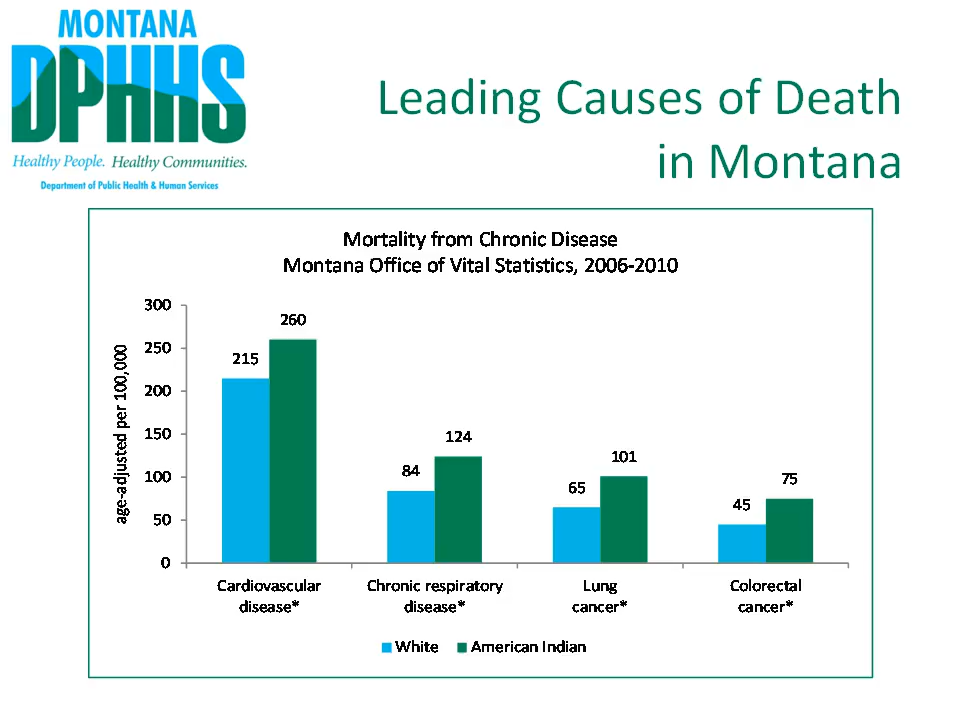 MONTANA
DPHHS
Healthy People. Healthy Communities.
Department of Public Health & Human Services
Leading Causes of Death
in Montana
Mortality from Chronic Disease
Montana Office of Vital Statistics, 2006-2010
age-adjusted per 100,000
300
250
200
150
100
50
0
215
260
84
124
65
101
45
75
Cardiovascular
disease*
Chronic respiratory
disease*
Lung
cancer*
Colorectal
cancer*
White
American Indian